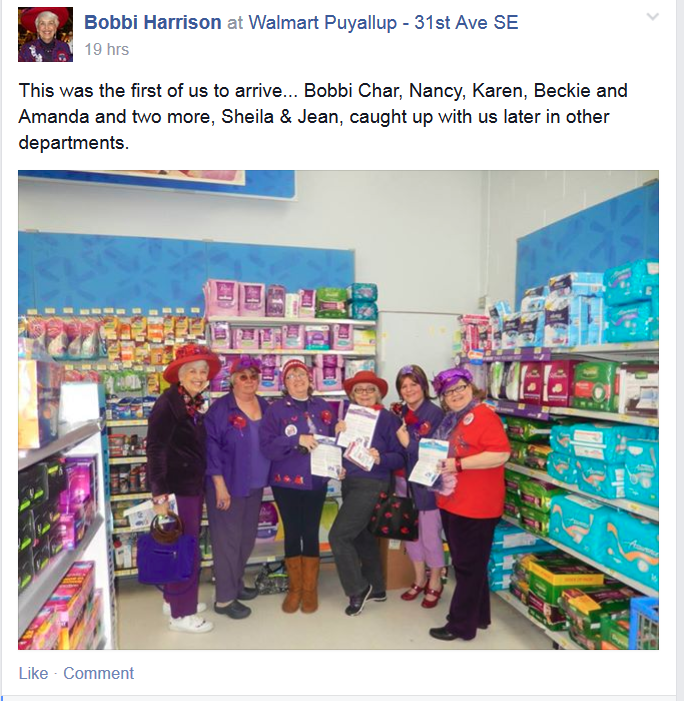 Bobbi Harrison at Walmart Puyallup - 31st Ave SE
19 hrs
This was the first of us to arrive... Bobbi Char, Nancy, Karen, Beckie and
Amanda and two more, Sheila & Jean, caught up with us later in other
departments.
Like · Comment